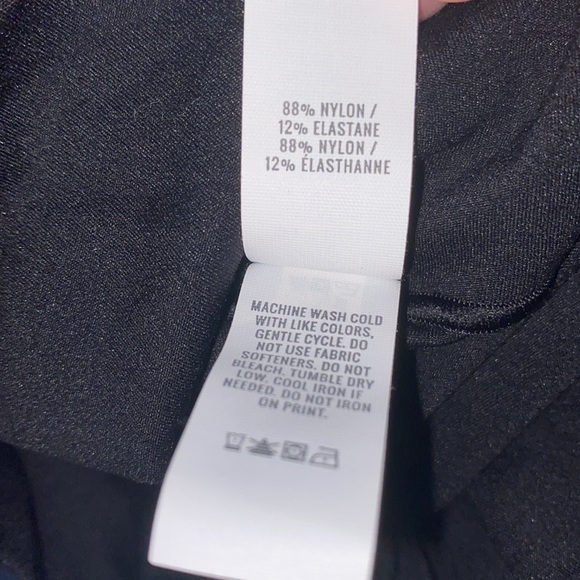 88% NYLON /
12% ELASTANE
88% NYLON /
12% ÉLASTHANNE
MACHINE WASH COLD
WITH LIKE COLORS,
GENTLE CYCLE. DO
NOT USE FABRIC
SOFTENERS. DO NOT
BLEACH. TUMBLE DRY
LOW. COOL IRON IF
NEEDED. DO NOT IRON
ON PRINT.